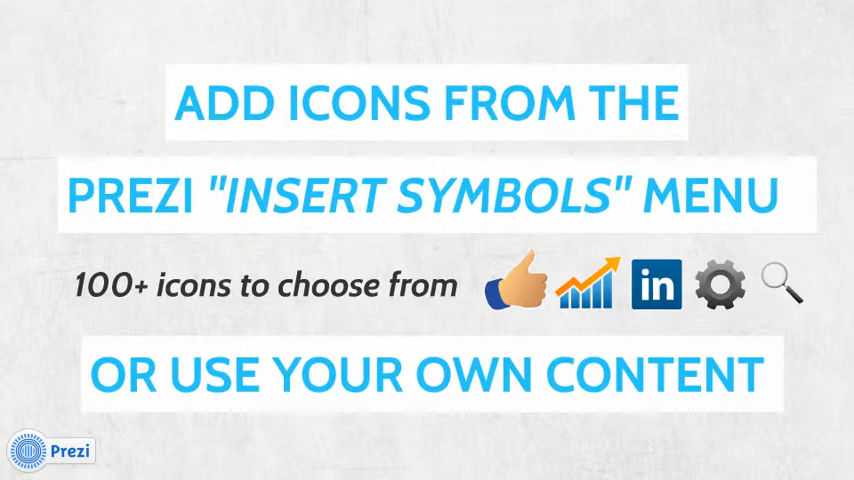 ADD ICONS FROM THE
PREZI "INSERT SYMBOLS" MENU
100+ icons to choose from
in
OR USE YOUR OWN CONTENT
Prezi